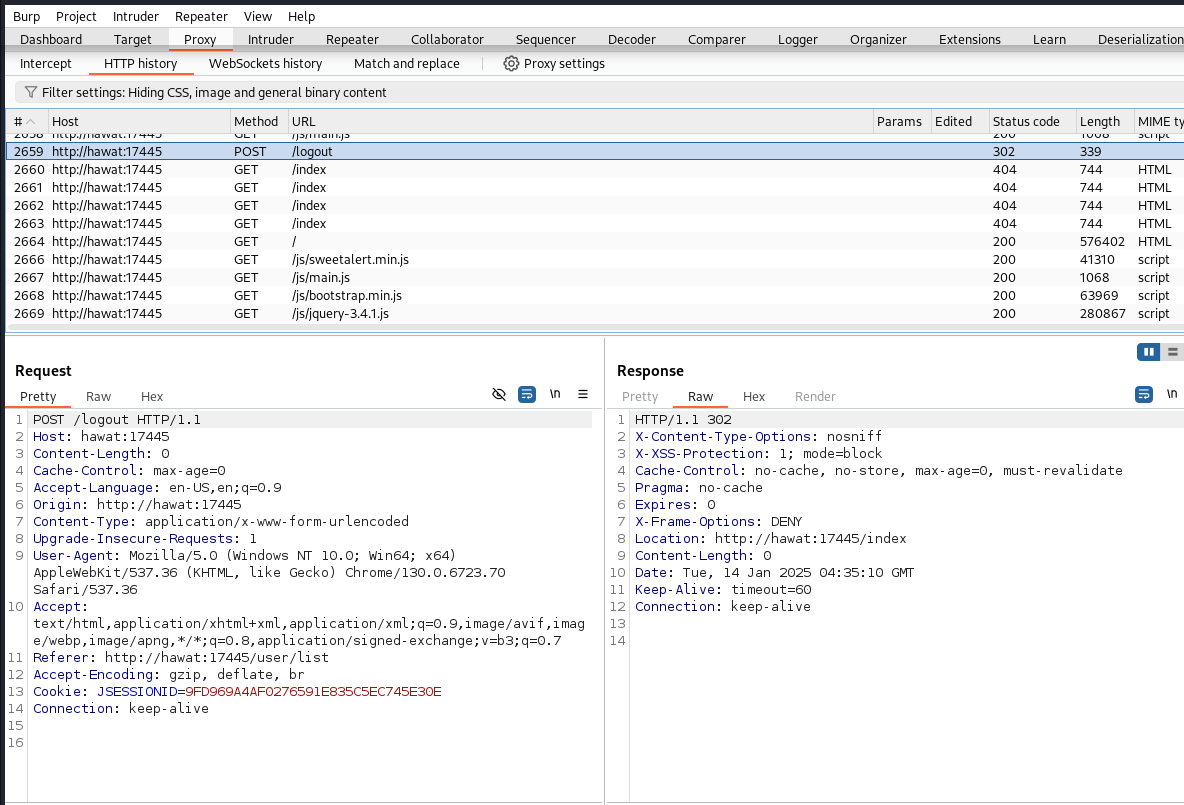 Burp Project Intruder Repeater View Help
Dashboard Target Proxy Intruder Repeater Collaborator Sequencer Decoder Comparer Logger Organizer Extensions Learn Deserialization
Intercept HTTP history WebSockets history Match and replace Proxy settings
Filter settings: Hiding CSS, image and general binary content
# Host Method URL Params Edited Status code Length MIME ty
2658 http://hawat:17445 GET /js/main.js 200 1068 script
2659 http://hawat:17445 POST /logout 302 339
2660 http://hawat:17445 GET /index 404 744 HTML
2661 http://hawat:17445 GET /index 404 744 HTML
2662 http://hawat:17445 GET /index 404 744 HTML
2663 http://hawat:17445 GET /index 404 744 HTML
2664 http://hawat:17445 GET / 200 576402 HTML
2666 http://hawat:17445 GET /js/sweetalert.min.js 200 41310 script
2667 http://hawat:17445 GET /js/main.js 200 1068 script
2668 http://hawat:17445 GET /js/bootstrap.min.js 200 63969 script
2669 http://hawat:17445 GET /js/jquery-3.4.1.js 200 280867 script
Request
Pretty Raw Hex \n
1 POST /logout HTTP/1.1
2 Host: hawat:17445
3 Content-Length: 0
4 Cache-Control: max-age=0
5 Accept-Language: en-US,en;q=0.9
6 Origin: http://hawat:17445
7 Content-Type: application/x-www-form-urlencoded
8 Upgrade-Insecure-Requests: 1
9 User-Agent: Mozilla/5.0 (Windows NT 10.0; Win64; x64)
AppleWebKit/537.36 (KHTML, like Gecko) Chrome/130.0.6723.70
Safari/537.36
10 Accept:
text/html,application/xhtml+xml,application/xml;q=0.9,image/avif,imag
e/webp,image/apng,*/*;q=0.8,application/signed-exchange;v=b3;q=0.7
11 Referer: http://hawat:17445/user/list
12 Accept-Encoding: gzip, deflate, br
13 Cookie: JSESSIONID=9FD969A4AF0276591E835C5EC745E30E
14 Connection: keep-alive
15
16
Response
Pretty Raw Hex Render \n
1 HTTP/1.1 302
2 X-Content-Type-Options: nosniff
3 X-XSS-Protection: 1; mode=block
4 Cache-Control: no-cache, no-store, max-age=0, must-revalidate
5 Pragma: no-cache
6 Expires: 0
7 X-Frame-Options: DENY
8 Location: http://hawat:17445/index
9 Content-Length: 0
10 Date: Tue, 14 Jan 2025 04:35:10 GMT
11 Keep-Alive: timeout=60
12 Connection: keep-alive
13
14